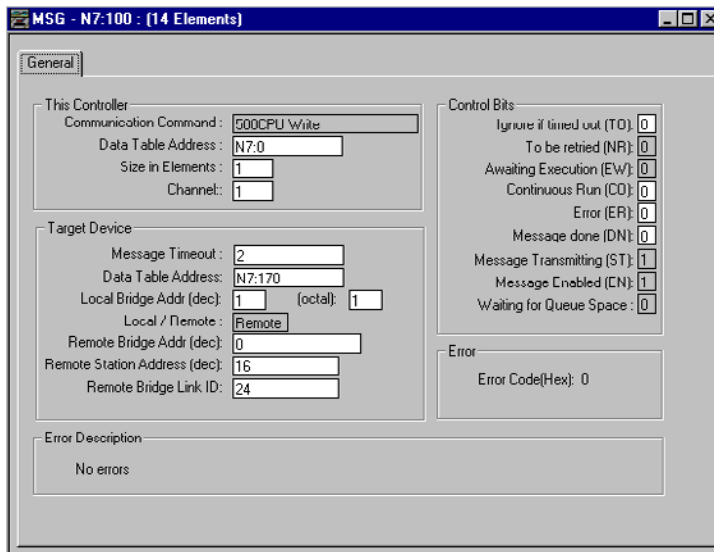 MSG - N7:100 : (14 Elements)
General
This Controller
Communication Command : 500CPU Write
Data Table Address : N7:0
Size in Elements : 1
Channel:: 1
Target Device
Message Timeout : 2
Data Table Address: N7:170
Local Bridge Addr (dec): 1 (octal): 1
Local / Remote : Remote
Remote Bridge Addr (dec): 0
Remote Station Address (dec): 16
Remote Bridge Link ID: 24
Control Bits
Ignore if timed out (TO): 0
To be retried (NR): 0
Awaiting Execution (EW): 0
Continuous Run (CO): 0
Error (ER): 0
Message done (DN): 0
Message Transmitting (ST): 1
Message Enabled (EN): 1
Waiting for Queue Space : 0
Error
Error Code(Hex): 0
Error Description
No errors